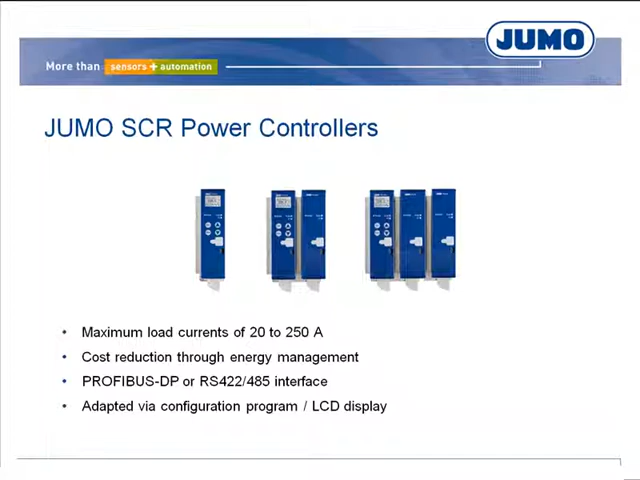 JUMO
More than sensors + automation
JUMO SCR Power Controllers
• Maximum load currents of 20 to 250 A
• Cost reduction through energy management
• PROFIBUS-DP or RS422/485 interface
• Adapted via configuration program / LCD display